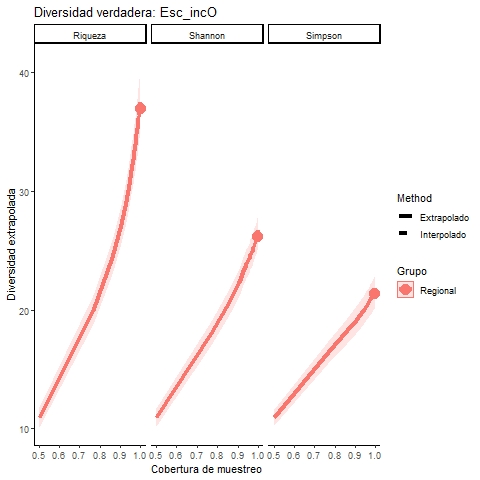 Diversidad verdadera: Esc_incO
Riqueza
Shannon
Simpson
Diversidad extrapolada
40
30
20
10
0.5 0.6 0.7 0.8 0.9 1.0
0.5 0.6 0.7 0.8 0.9 1.0
0.5 0.6 0.7 0.8 0.9 1.0
Cobertura de muestreo
Method
Extrapolado
Interpolado
Grupo
Regional